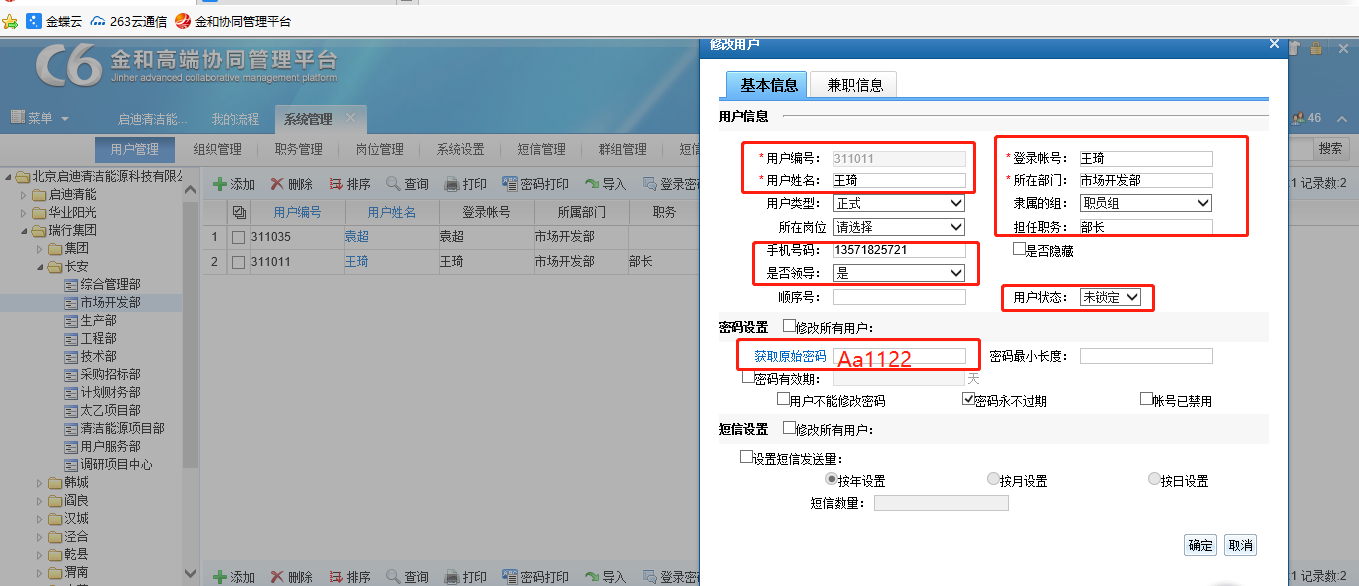 金蝶云 263云通信 金和协同管理平台
C6 金和高端协同管理平台
Jinher advanced collaborative management platform
修改用户
菜单 启迪清洁能... 我的流程 系统管理
46
用户管理 组织管理 职务管理 岗位管理 系统设置 短信管理 群组管理 短信
搜索
北京启迪清洁能源科技有限公
启迪清能
华业阳光
瑞行集团
集团
长安
综合管理部
市场开发部
生产部
工程部
技术部
采购招标部
计划财务部
太乙项目部
清洁能源项目部
用户服务部
调研项目中心
韩城
阎良
汉城
泾合
乾县
渭南
添加 删除 排序 查询 打印 密码打印 导入 登录密
1 记录数:2
用户编号 用户姓名 登录帐号 所属部门 职务
1 311035 袁超 袁超 市场开发部
2 311011 王琦 王琦 市场开发部 部长
添加 删除 排序 查询 打印 密码打印 导入 登录密
1 记录数:2
基本信息 兼职信息
用户信息
*用户编号: 311011 *登录帐号: 王琦
*用户姓名: 王琦 *所在部门: 市场开发部
用户类型: 正式 隶属的组: 职员组
所在岗位 请选择 担任职务: 部长
手机号码: 13571825721 是否隐藏
是否领导: 是
顺序号: 用户状态: 未锁定
密码设置 修改所有用户:
获取原始密码 Aa1122 密码最小长度:
密码有效期: 天
用户不能修改密码 密码永不过期 帐号已禁用
短信设置 修改所有用户:
设置短信发送量:
按年设置 按月设置 按日设置
短信数量:
确定 取消